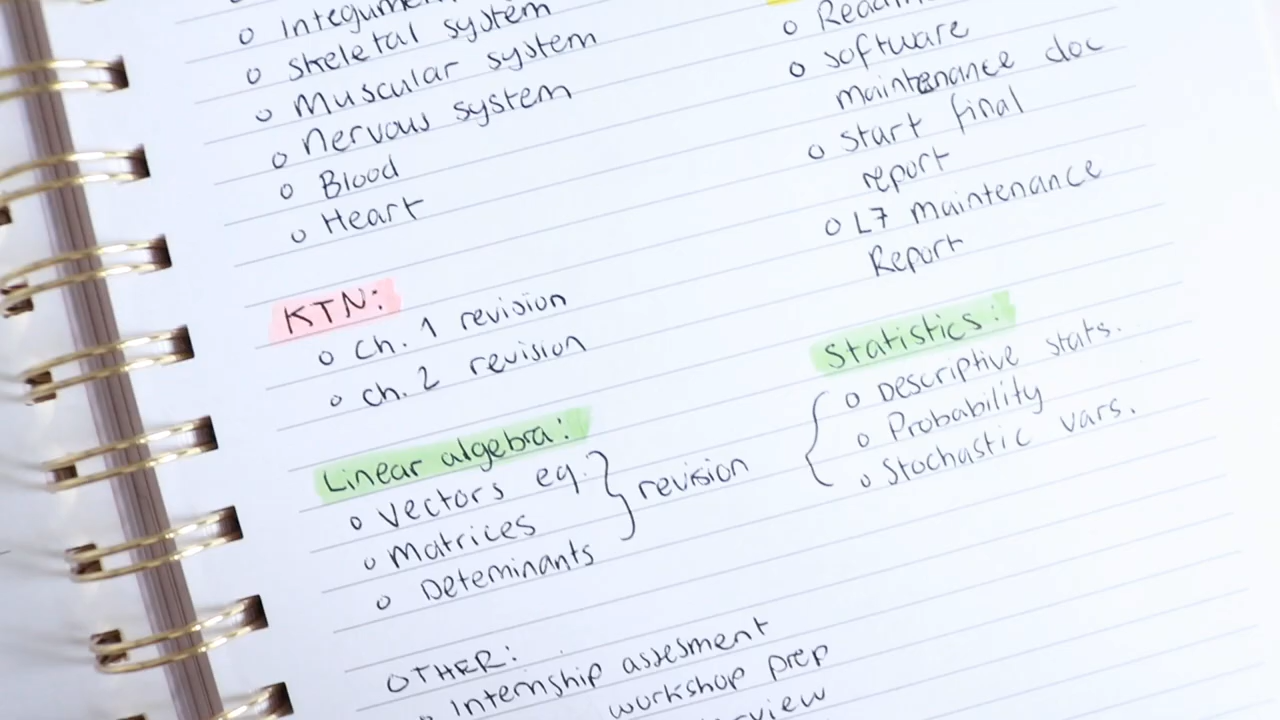 skeletal system
Muscular system
nervous system
Blood
Heart
KTN:
Ch. 1 revision
Ch. 2 revision
Linear algebra:
Vectors eq.
Matrices
Deteminants
revision
OTHER:
Internship assesment
workshop prep
software
maintenance doc
start final
report
L7 Maintenance
Report
Statistics:
Descriptive stats.
Probability
Stochastic vars.